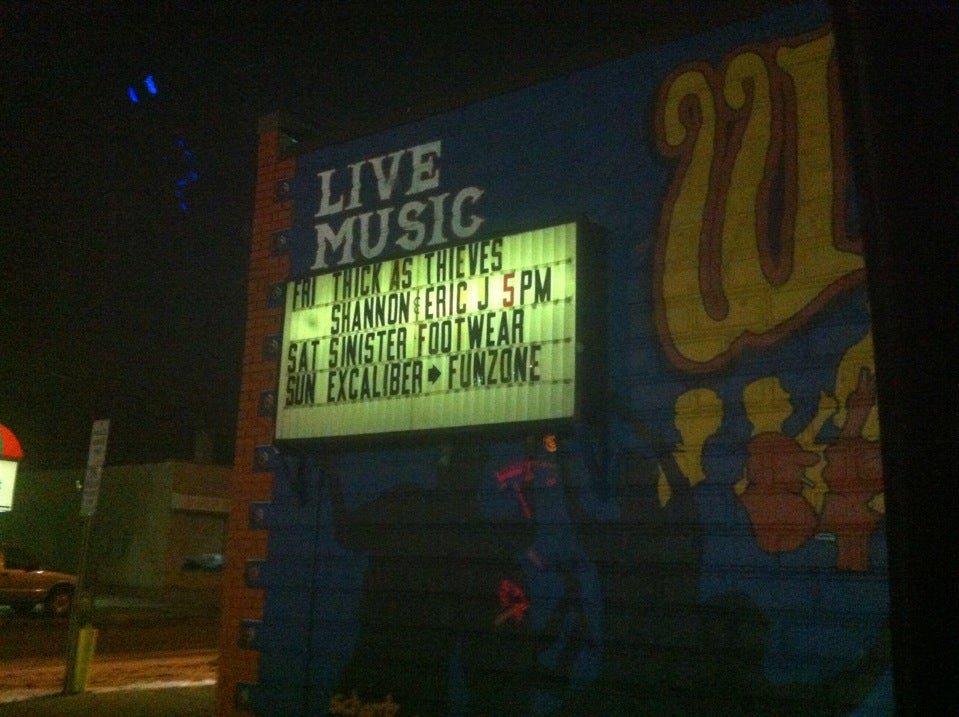 LIVE
MUSIC
FRI THICK AS THIEVES
SHANNON & ERIC J 5PM
SAT SINISTER FOOTWEAR
SUN EXCALIBER ➧ FUNZONE
W